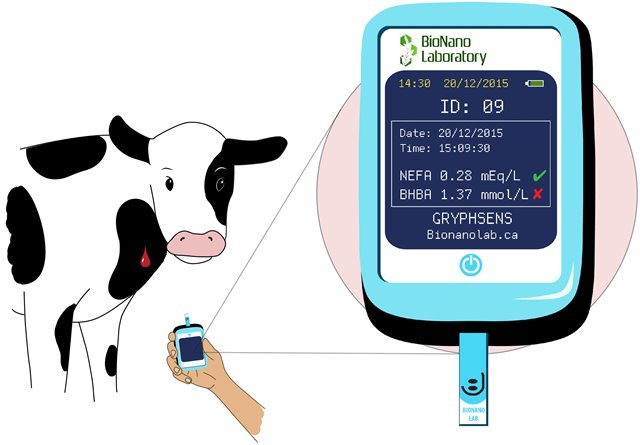 BioNano
Laboratory
14:30 20/12/2015
ID: 09
Date: 20/12/2015
Time: 15:09:30
NEFA 0.28 mEq/L ✔
BHBA 1.37 mmol/L ✘
GRYPHSENS
Bionanolab.ca
BIONANO
LAB